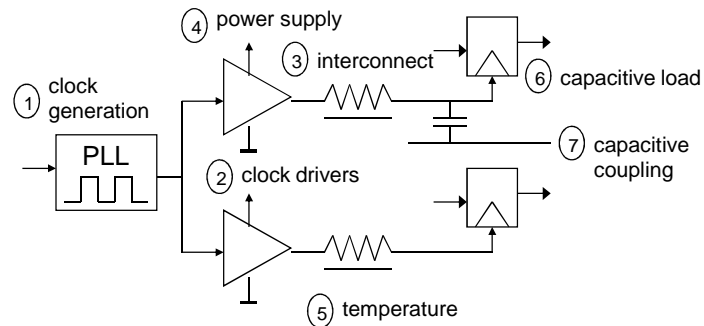 4 power supply
3 interconnect
1 clock
generation
6 capacitive load
PLL
7 capacitive
coupling
2 clock drivers
5 temperature